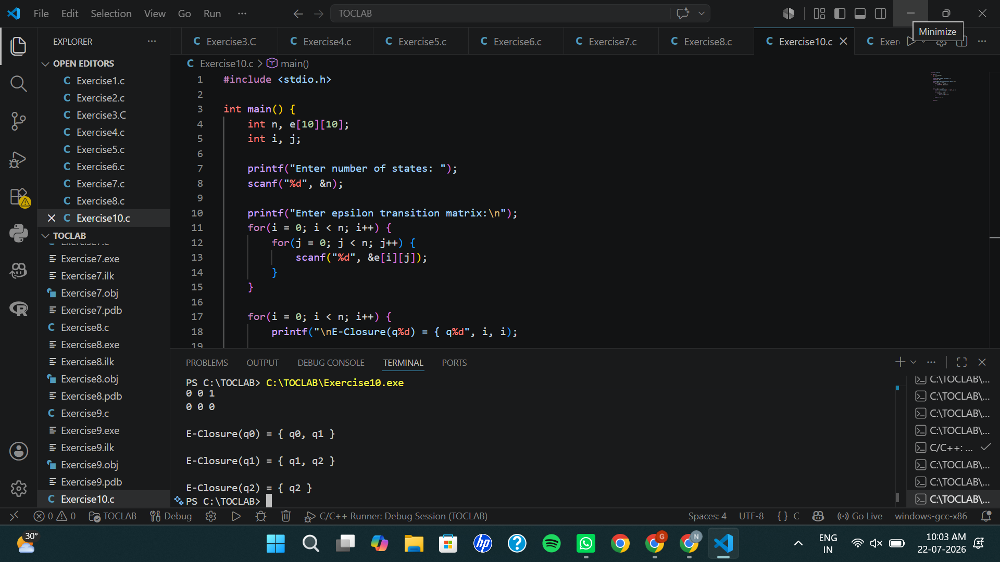 File Edit Selection View Go Run ··· TOCLAB
Minimize
EXPLORER ···
OPEN EDITORS
C Exercise1.c
C Exercise2.c
C Exercise3.C
C Exercise4.c
C Exercise5.c
C Exercise6.c
C Exercise7.c
C Exercise8.c
C Exercise10.c
TOCLAB
Exercise7.exe
Exercise7.ilk
Exercise7.obj
Exercise7.pdb
C Exercise8.c
Exercise8.exe
Exercise8.ilk
Exercise8.obj
Exercise8.pdb
C Exercise9.c
Exercise9.exe
Exercise9.ilk
Exercise9.obj
Exercise9.pdb
C Exercise10.c
C Exercise3.C C Exercise4.c C Exercise5.c C Exercise6.c C Exercise7.c C Exercise8.c C Exercise10.c C Exer
C Exercise10.c > main()
1 #include <stdio.h>
2
3 int main() {
4 int n, e[10][10];
5 int i, j;
6
7 printf("Enter number of states: ");
8 scanf("%d", &n);
9
10 printf("Enter epsilon transition matrix:\n");
11 for(i = 0; i < n; i++) {
12 for(j = 0; j < n; j++) {
13 scanf("%d", &e[i][j]);
14 }
15 }
16
17 for(i = 0; i < n; i++) {
18 printf("\nE-Closure(q%d) = { q%d", i, i);
19
PROBLEMS OUTPUT DEBUG CONSOLE TERMINAL PORTS
PS C:\TOCLAB> C:\TOCLAB\Exercise10.exe
0 0 1
0 0 0
E-Closure(q0) = { q0, q1 }
E-Closure(q1) = { q1, q2 }
E-Closure(q2) = { q2 }
PS C:\TOCLAB>
C:\TOCLAB\...
C:\TOCLAB\...
C:\TOCLAB\...
C:\TOCLAB\...
C/C++: ...
C:\TOCLAB\...
C:\TOCLAB\...
C:\TOCLAB\...
0 0 TOCLAB Debug C/C++ Runner: Debug Session (TOCLAB) Spaces: 4 UTF-8 { } C Go Live windows-gcc-x86
30° hp G N ENG IN 10:03 AM 22-07-2026